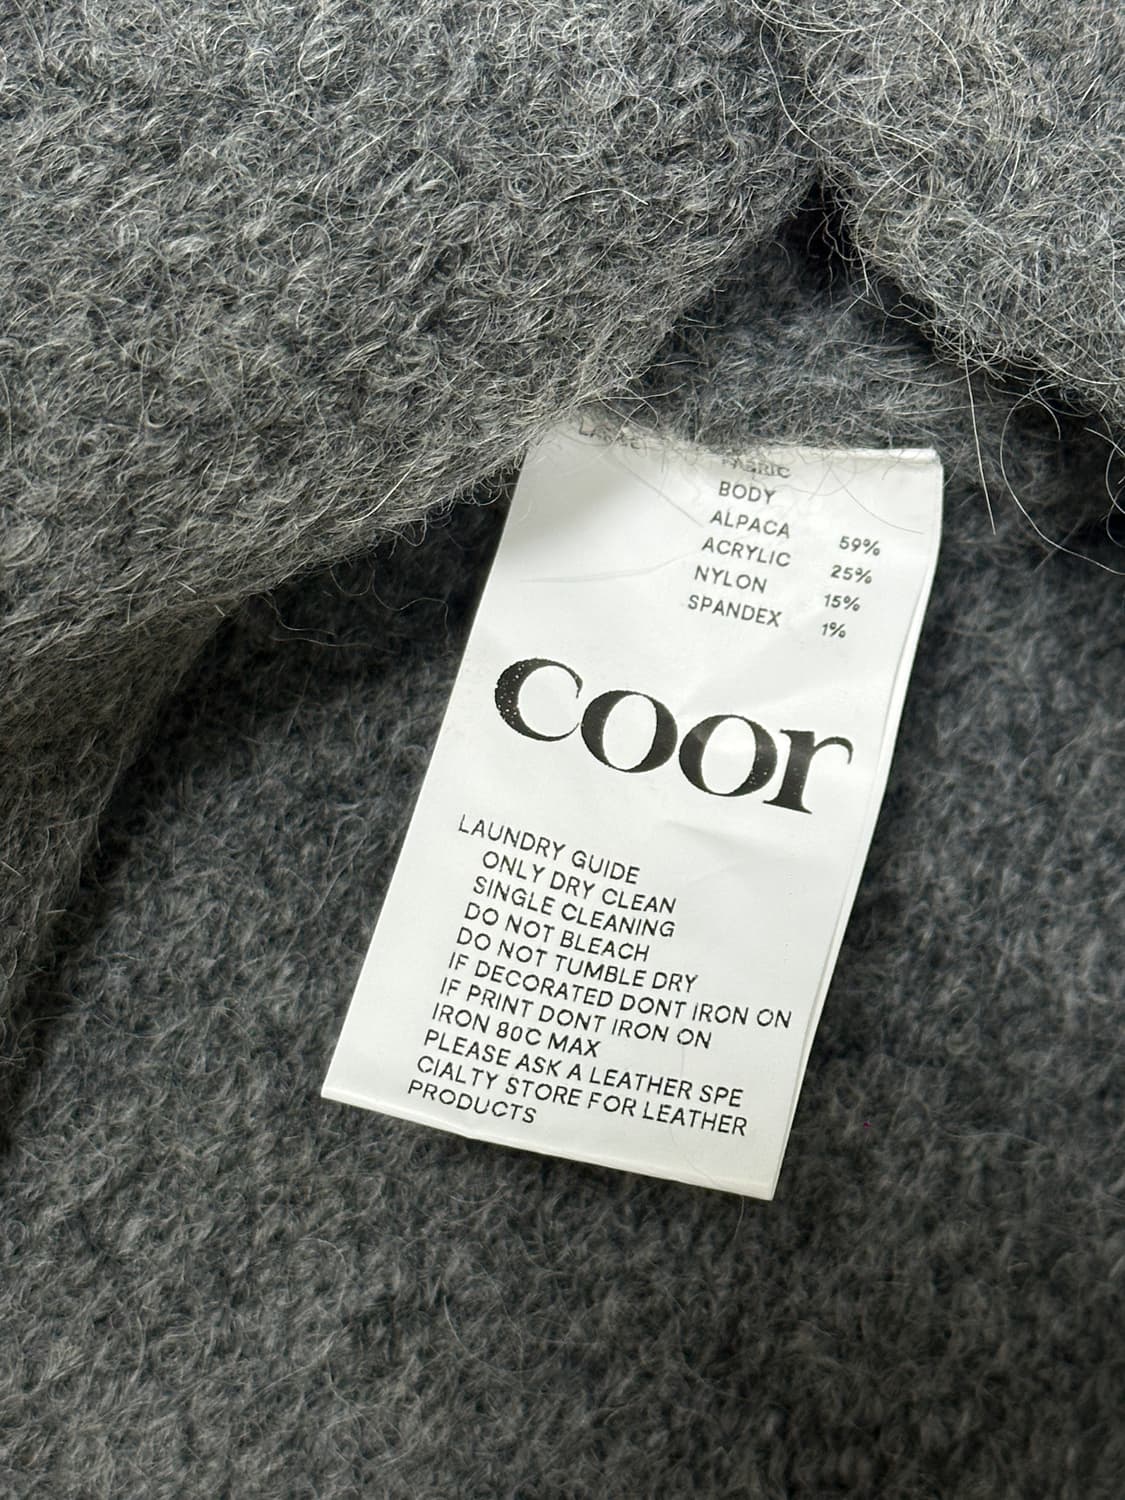 FABRIC
BODY
ALPACA 59%
ACRYLIC 25%
NYLON 15%
SPANDEX 1%
coor
LAUNDRY GUIDE
ONLY DRY CLEAN
SINGLE CLEANING
DO NOT BLEACH
DO NOT TUMBLE DRY
IF DECORATED DONT IRON ON
IF PRINT DONT IRON ON
IRON 80C MAX
PLEASE ASK A LEATHER SPE
CIALTY STORE FOR LEATHER
PRODUCTS